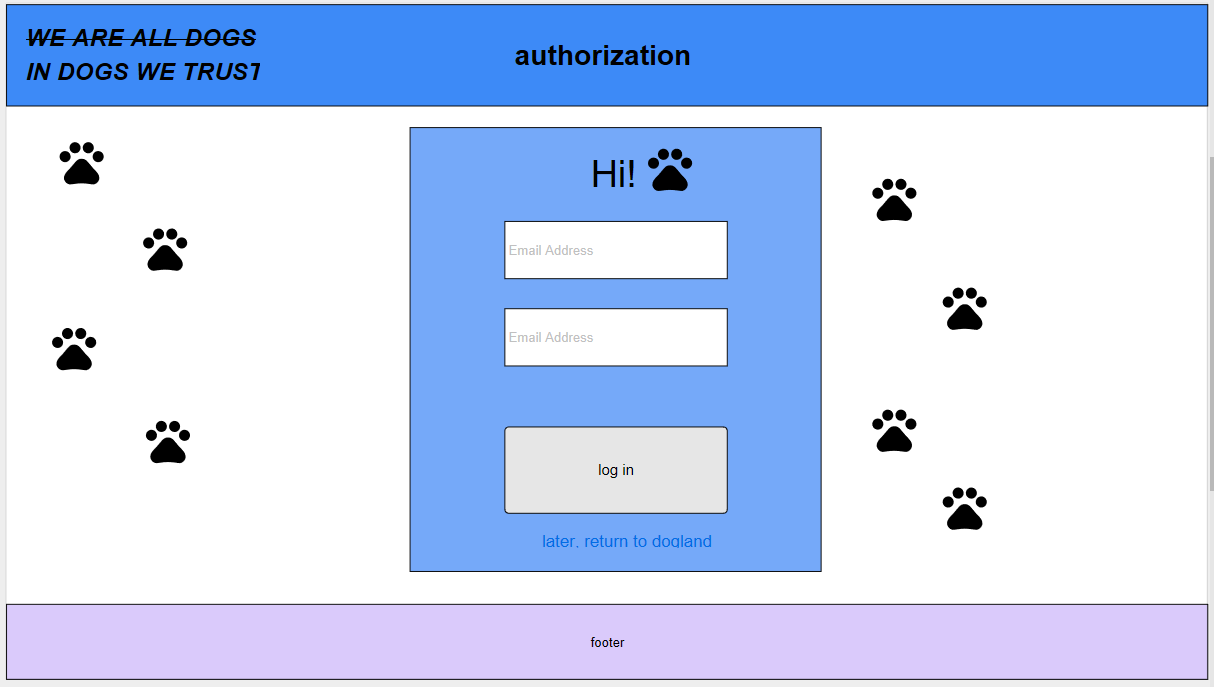 WE ARE ALL DOGS
IN DOGS WE TRUST
authorization
Hi!
Email Address
Email Address
log in
later, return to dogland
footer